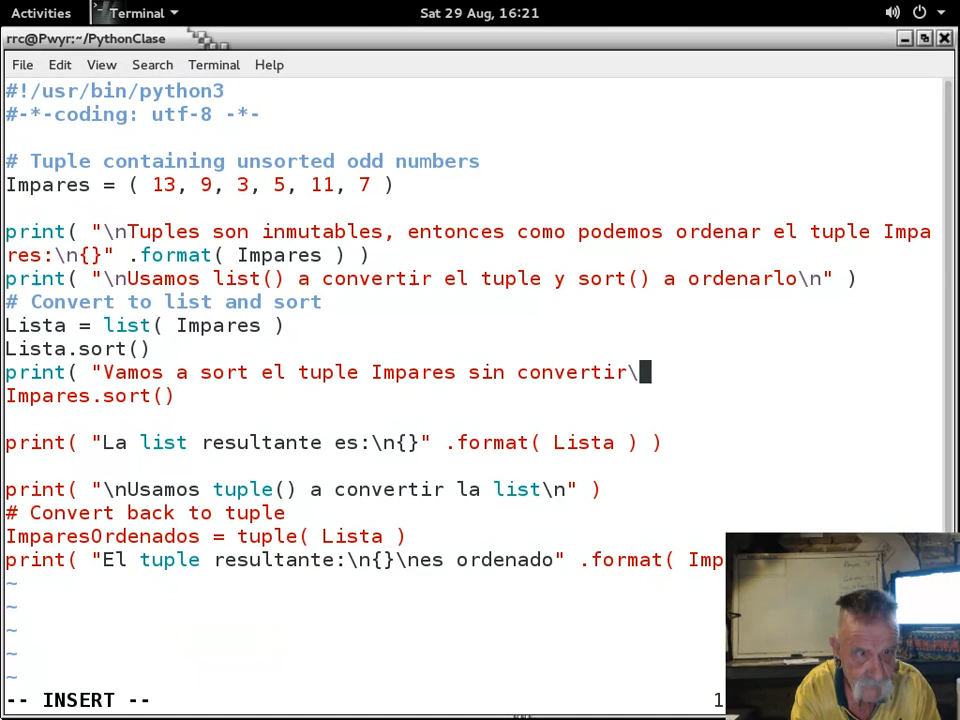 Activities Terminal Sat 29 Aug, 16:21
rrc@Pwyr:~/PythonClase
File Edit View Search Terminal Help
#!/usr/bin/python3
#-*-coding: utf-8 -*-
# Tuple containing unsorted odd numbers
Impares = ( 13, 9, 3, 5, 11, 7 )
print( "\nTuples son inmutables, entonces como podemos ordenar el tuple Impa
res:\n{}" .format( Impares ) )
print( "\nUsamos list() a convertir el tuple y sort() a ordenarlo\n" )
# Convert to list and sort
Lista = list( Impares )
Lista.sort()
print( "Vamos a sort el tuple Impares sin convertir\
Impares.sort()
print( "La list resultante es:\n{}" .format( Lista ) )
print( "\nUsamos tuple() a convertir la list\n" )
# Convert back to tuple
ImparesOrdenados = tuple( Lista )
print( "El tuple resultante:\n{}\nes ordenado" .format( Imp
~
~
~
~
~
-- INSERT -- 1